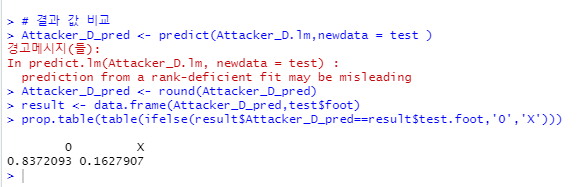 > # 결과 값 비교
> Attacker_D_pred <- predict(Attacker_D.lm,newdata = test )
경고메시지(들):
In predict.lm(Attacker_D.lm, newdata = test) :
  prediction from a rank-deficient fit may be misleading
> Attacker_D_pred <- round(Attacker_D_pred)
> result <- data.frame(Attacker_D_pred,test$foot)
> prop.table(table(ifelse(result$Attacker_D_pred==result$test.foot,'O','X')))

        O         X
0.8372093 0.1627907
>